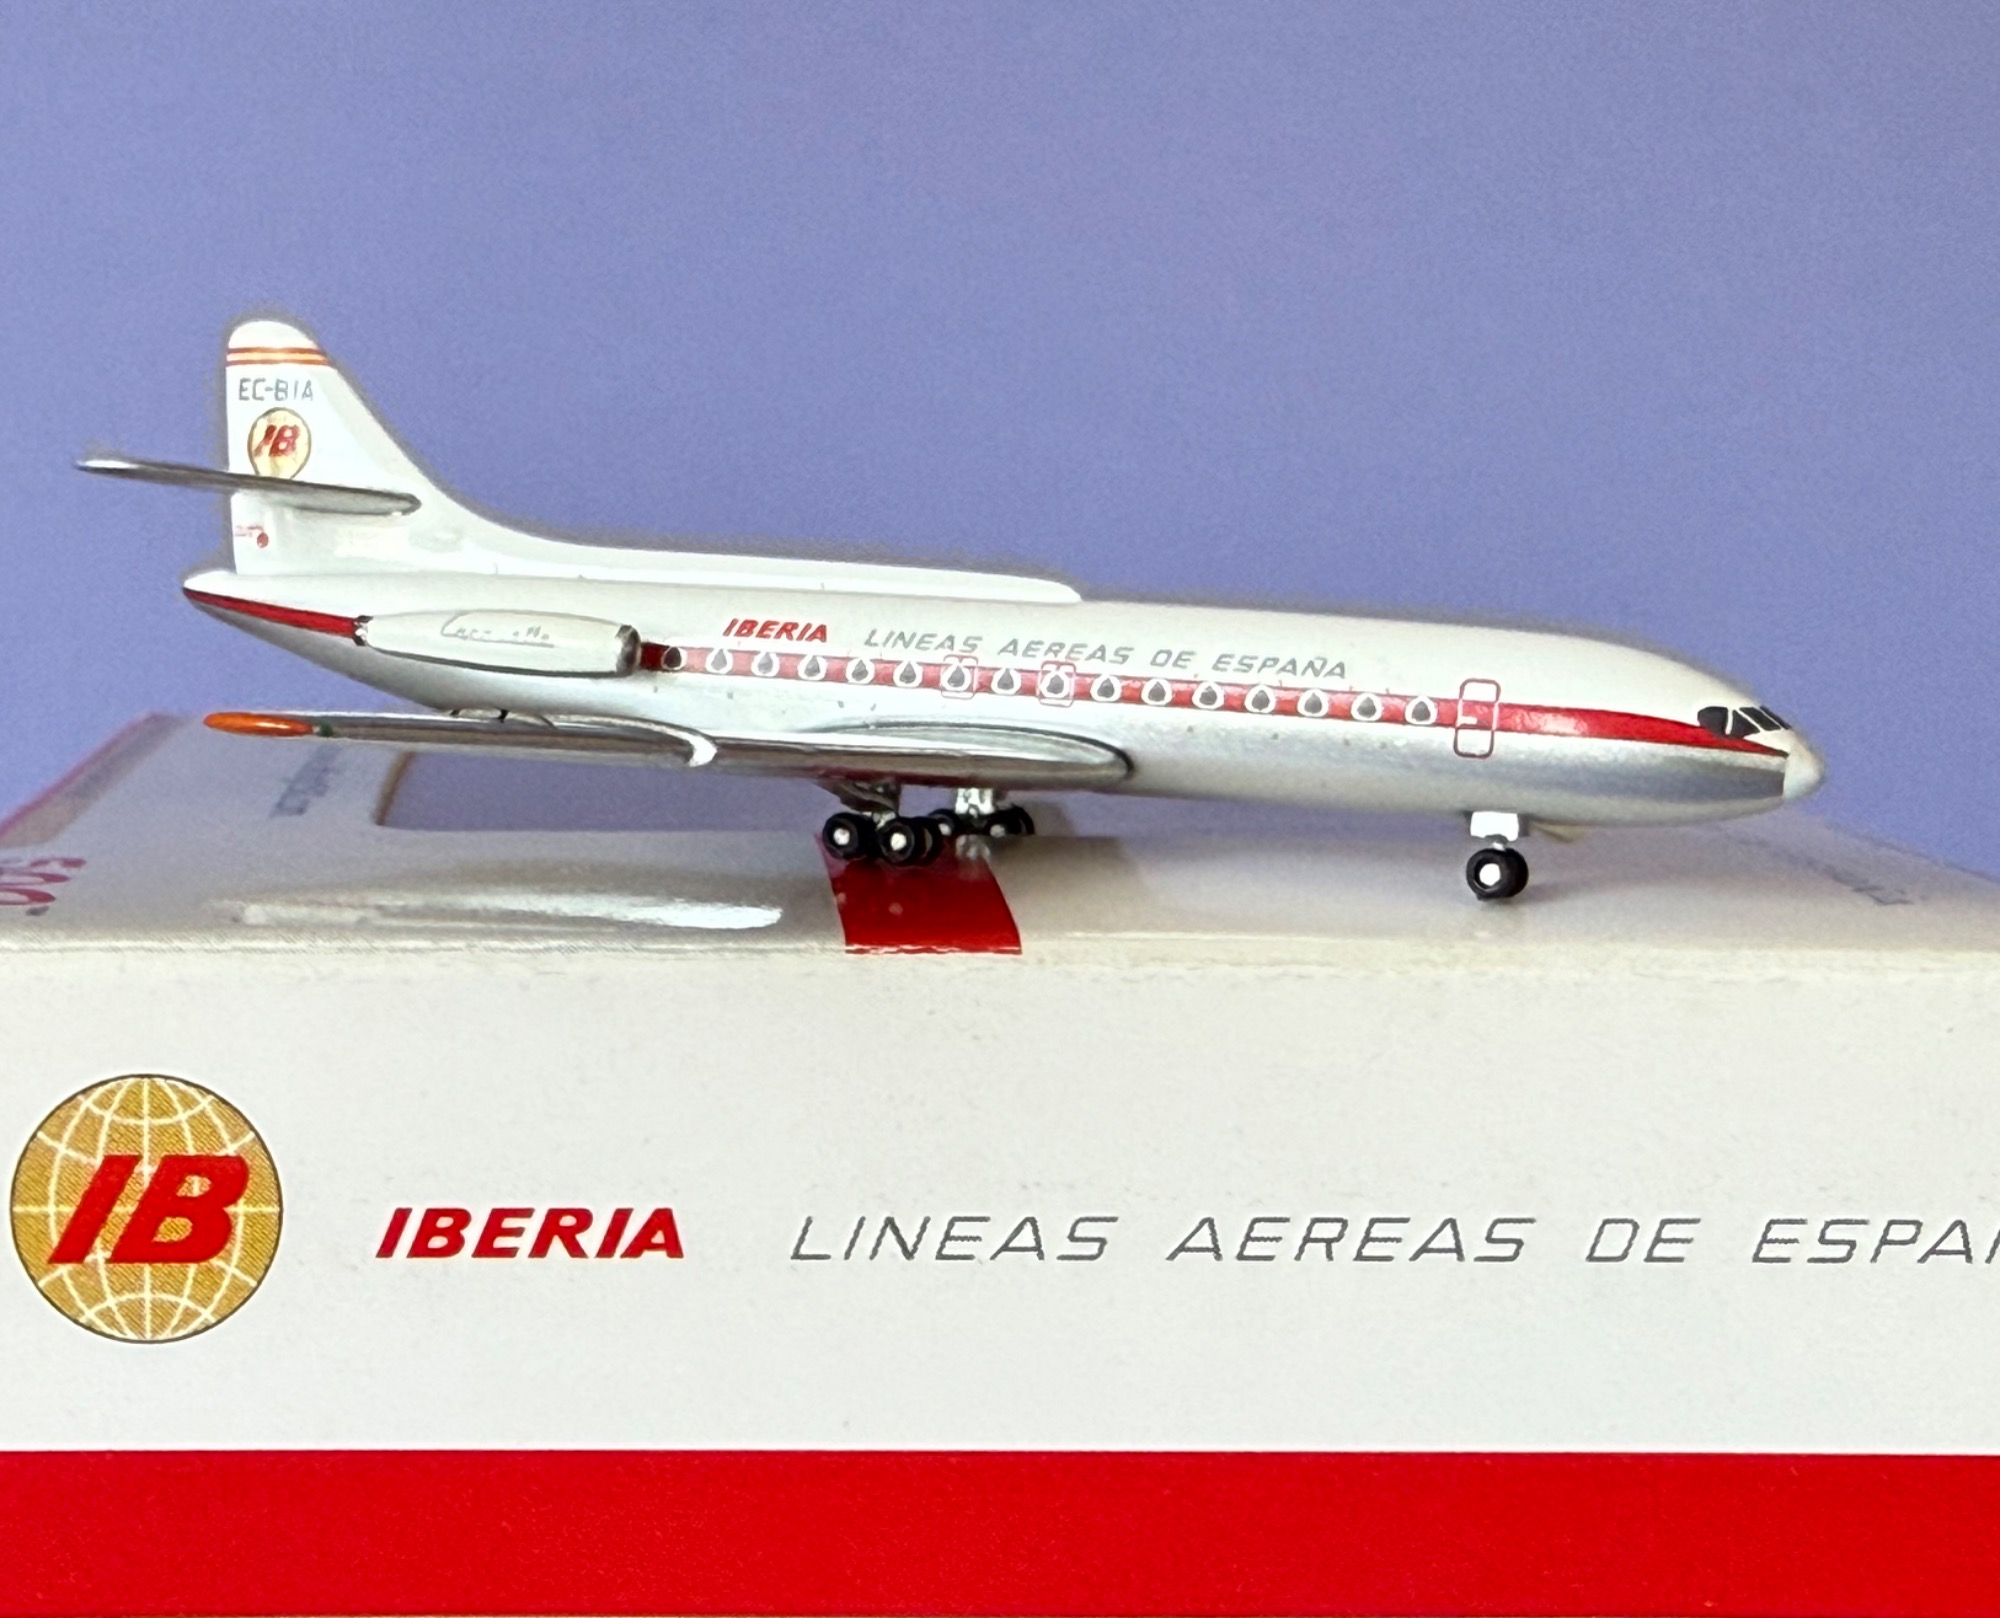 EC-BIA
IB
IBERIA LINEAS AEREAS DE ESPAÑA
IB
IBERIA LINEAS AEREAS DE ESPA